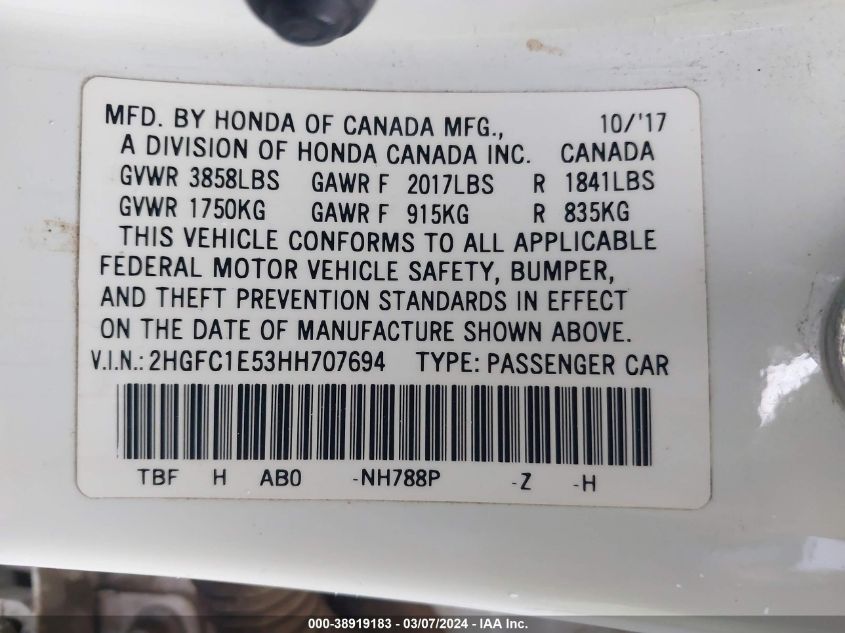 MFD. BY HONDA OF CANADA MFG., 10/'17
A DIVISION OF HONDA CANADA INC. CANADA
GVWR 3858LBS GAWR F 2017LBS R 1841LBS
GVWR 1750KG GAWR F 915KG R 835KG
THIS VEHICLE CONFORMS TO ALL APPLICABLE
FEDERAL MOTOR VEHICLE SAFETY, BUMPER,
AND THEFT PREVENTION STANDARDS IN EFFECT
ON THE DATE OF MANUFACTURE SHOWN ABOVE.
V.I.N.: 2HGFC1E53HH707694 TYPE: PASSENGER CAR
TBF H AB0 -NH788P -Z -H
000-38919183 - 03/07/2024 - IAA Inc.